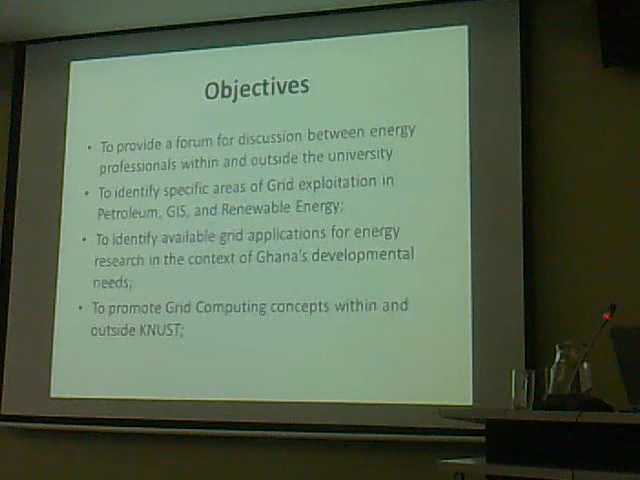 Objectives
• To provide a forum for discussion between energy
professionals within and outside the university
• To identify specific areas of Grid exploitation in
Petroleum, GIS, and Renewable Energy;
• To identify available grid applications for energy
research in the context of Ghana's developmental
needs;
• To promote Grid Computing concepts within and
outside KNUST;